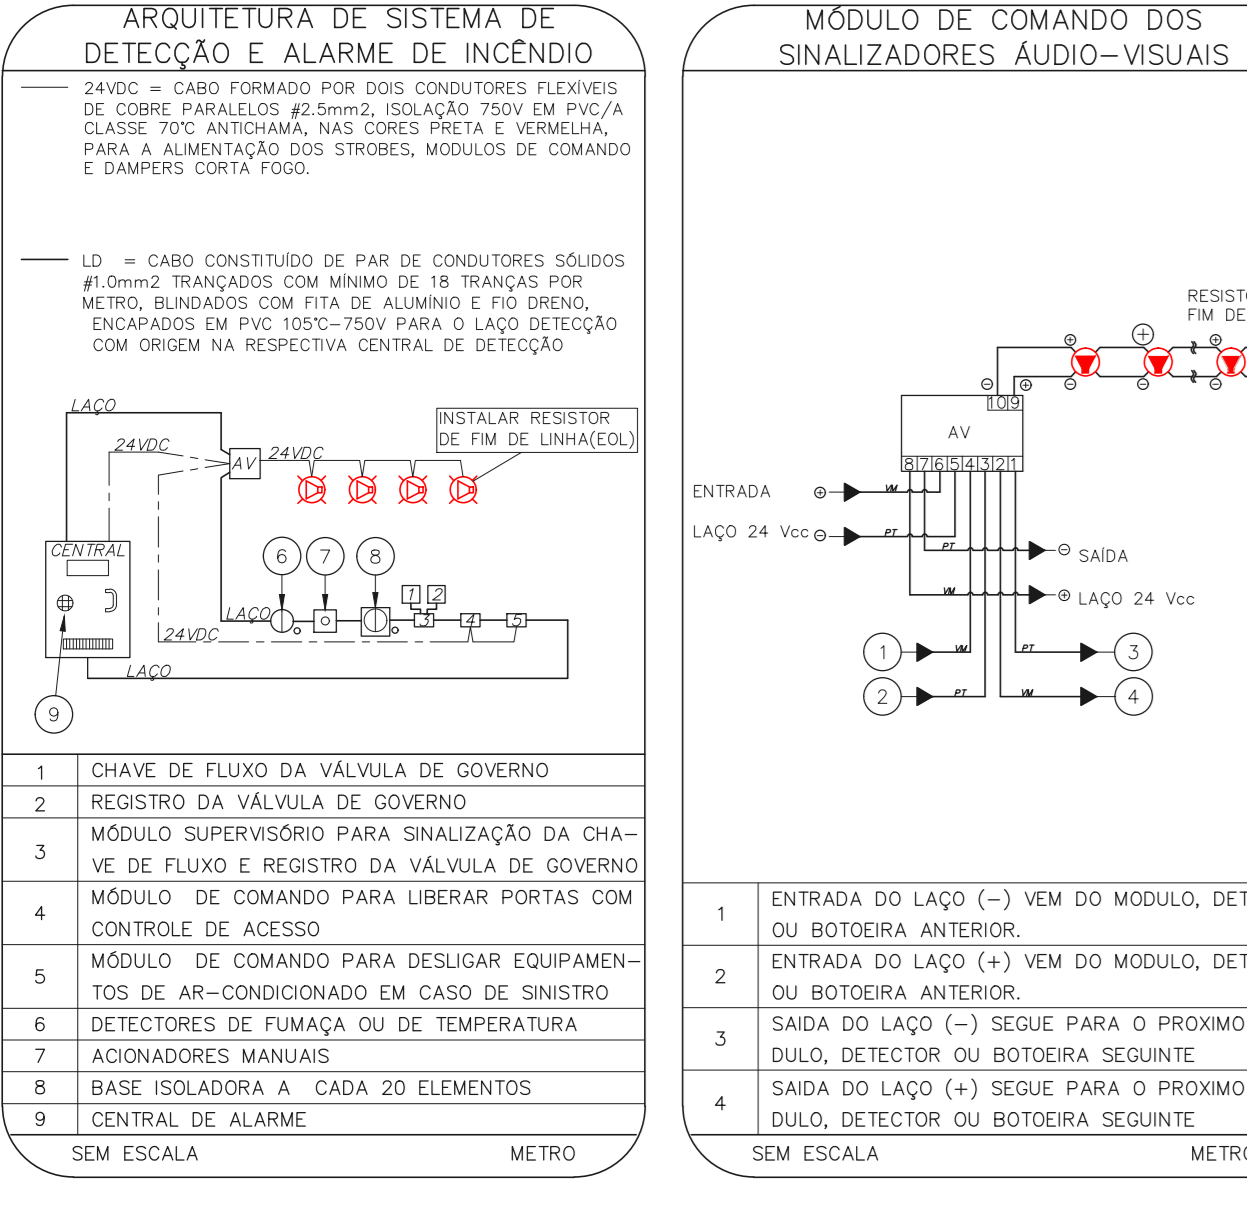 ARQUITETURA DE SISTEMA DE
DETECÇÃO E ALARME DE INCÊNDIO
24VDC = CABO FORMADO POR DOIS CONDUTORES FLEXÍVEIS
DE COBRE PARALELOS #2.5mm2, ISOLAÇÃO 750V EM PVC/A
CLASSE 70°C ANTICHAMA, NAS CORES PRETA E VERMELHA,
PARA A ALIMENTAÇÃO DOS STROBES, MODULOS DE COMANDO
E DAMPERS CORTA FOGO.
LD = CABO CONSTITUÍDO DE PAR DE CONDUTORES SÓLIDOS
#1.0mm2 TRANÇADOS COM MÍNIMO DE 18 TRANÇAS POR
METRO, BLINDADOS COM FITA DE ALUMÍNIO E FIO DRENO,
ENCAPADOS EM PVC 105°C-750V PARA O LAÇO DETECÇÃO
COM ORIGEM NA RESPECTIVA CENTRAL DE DETECÇÃO
LAÇO
24VDC
AV
24VDC
INSTALAR RESISTOR
DE FIM DE LINHA(EOL)
CENTRAL
6
7
8
1
2
LAÇO
3
4
5
24VDC
LAÇO
9
1 CHAVE DE FLUXO DA VÁLVULA DE GOVERNO
2 REGISTRO DA VÁLVULA DE GOVERNO
3 MÓDULO SUPERVISÓRIO PARA SINALIZAÇÃO DA CHA-
VE DE FLUXO E REGISTRO DA VÁLVULA DE GOVERNO
4 MÓDULO DE COMANDO PARA LIBERAR PORTAS COM
CONTROLE DE ACESSO
5 MÓDULO DE COMANDO PARA DESLIGAR EQUIPAMEN-
TOS DE AR-CONDICIONADO EM CASO DE SINISTRO
6 DETECTORES DE FUMAÇA OU DE TEMPERATURA
7 ACIONADORES MANUAIS
8 BASE ISOLADORA A CADA 20 ELEMENTOS
9 CENTRAL DE ALARME
SEM ESCALA METRO
MÓDULO DE COMANDO DOS
SINALIZADORES ÁUDIO-VISUAIS
RESISTO
FIM DE
+ + +
- - -
- +
10 9
AV
8 7 6 5 4 3 2 1
ENTRADA + VM
LAÇO 24 Vcc - PT
PT - SAÍDA
VM + LAÇO 24 Vcc
1 VM PT 3
2 PT VM 4
1 ENTRADA DO LAÇO (-) VEM DO MODULO, DET
OU BOTOEIRA ANTERIOR.
2 ENTRADA DO LAÇO (+) VEM DO MODULO, DET
OU BOTOEIRA ANTERIOR.
3 SAIDA DO LAÇO (-) SEGUE PARA O PROXIMO
DULO, DETECTOR OU BOTOEIRA SEGUINTE
4 SAIDA DO LAÇO (+) SEGUE PARA O PROXIMO
DULO, DETECTOR OU BOTOEIRA SEGUINTE
SEM ESCALA METRO